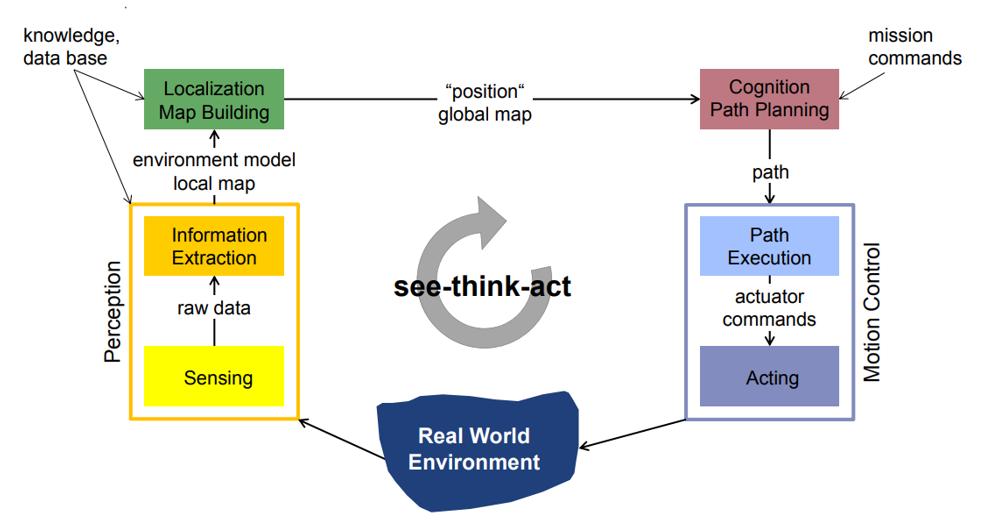 knowledge,
data base
mission
commands
Localization
Map Building
“position“
global map
Cognition
Path Planning
environment model
local map
path
Perception
Information
Extraction
raw data
Sensing
see-think-act
Path
Execution
actuator
commands
Acting
Motion Control
Real World
Environment